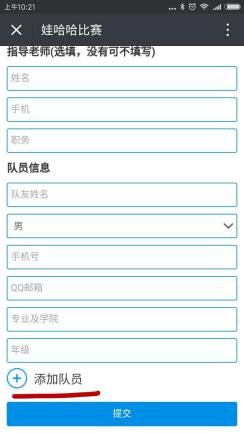 上午10:21
娃哈哈比赛
指导老师(选填，没有可不填写)
姓名
手机
职务
队员信息
队友姓名
男
手机号
QQ邮箱
专业及学院
年级
添加队员
提交